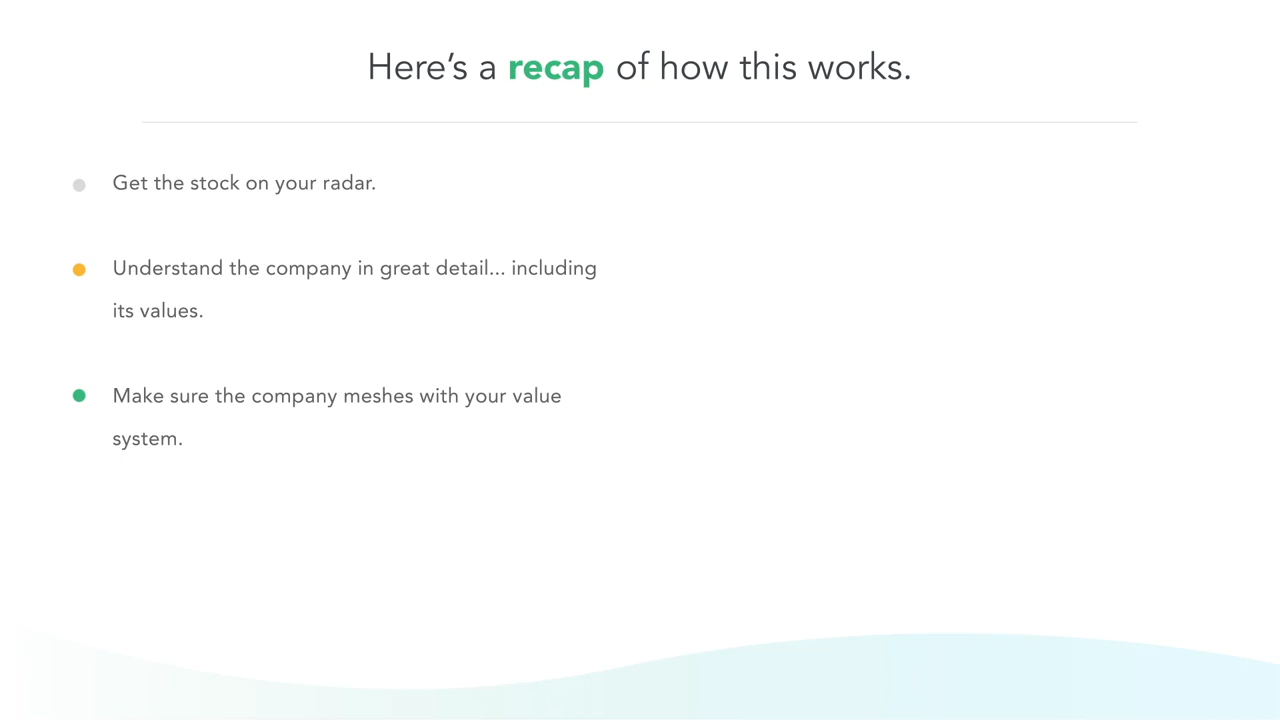 Here’s a recap of how this works.
Get the stock on your radar.
Understand the company in great detail... including
its values.
Make sure the company meshes with your value
system.